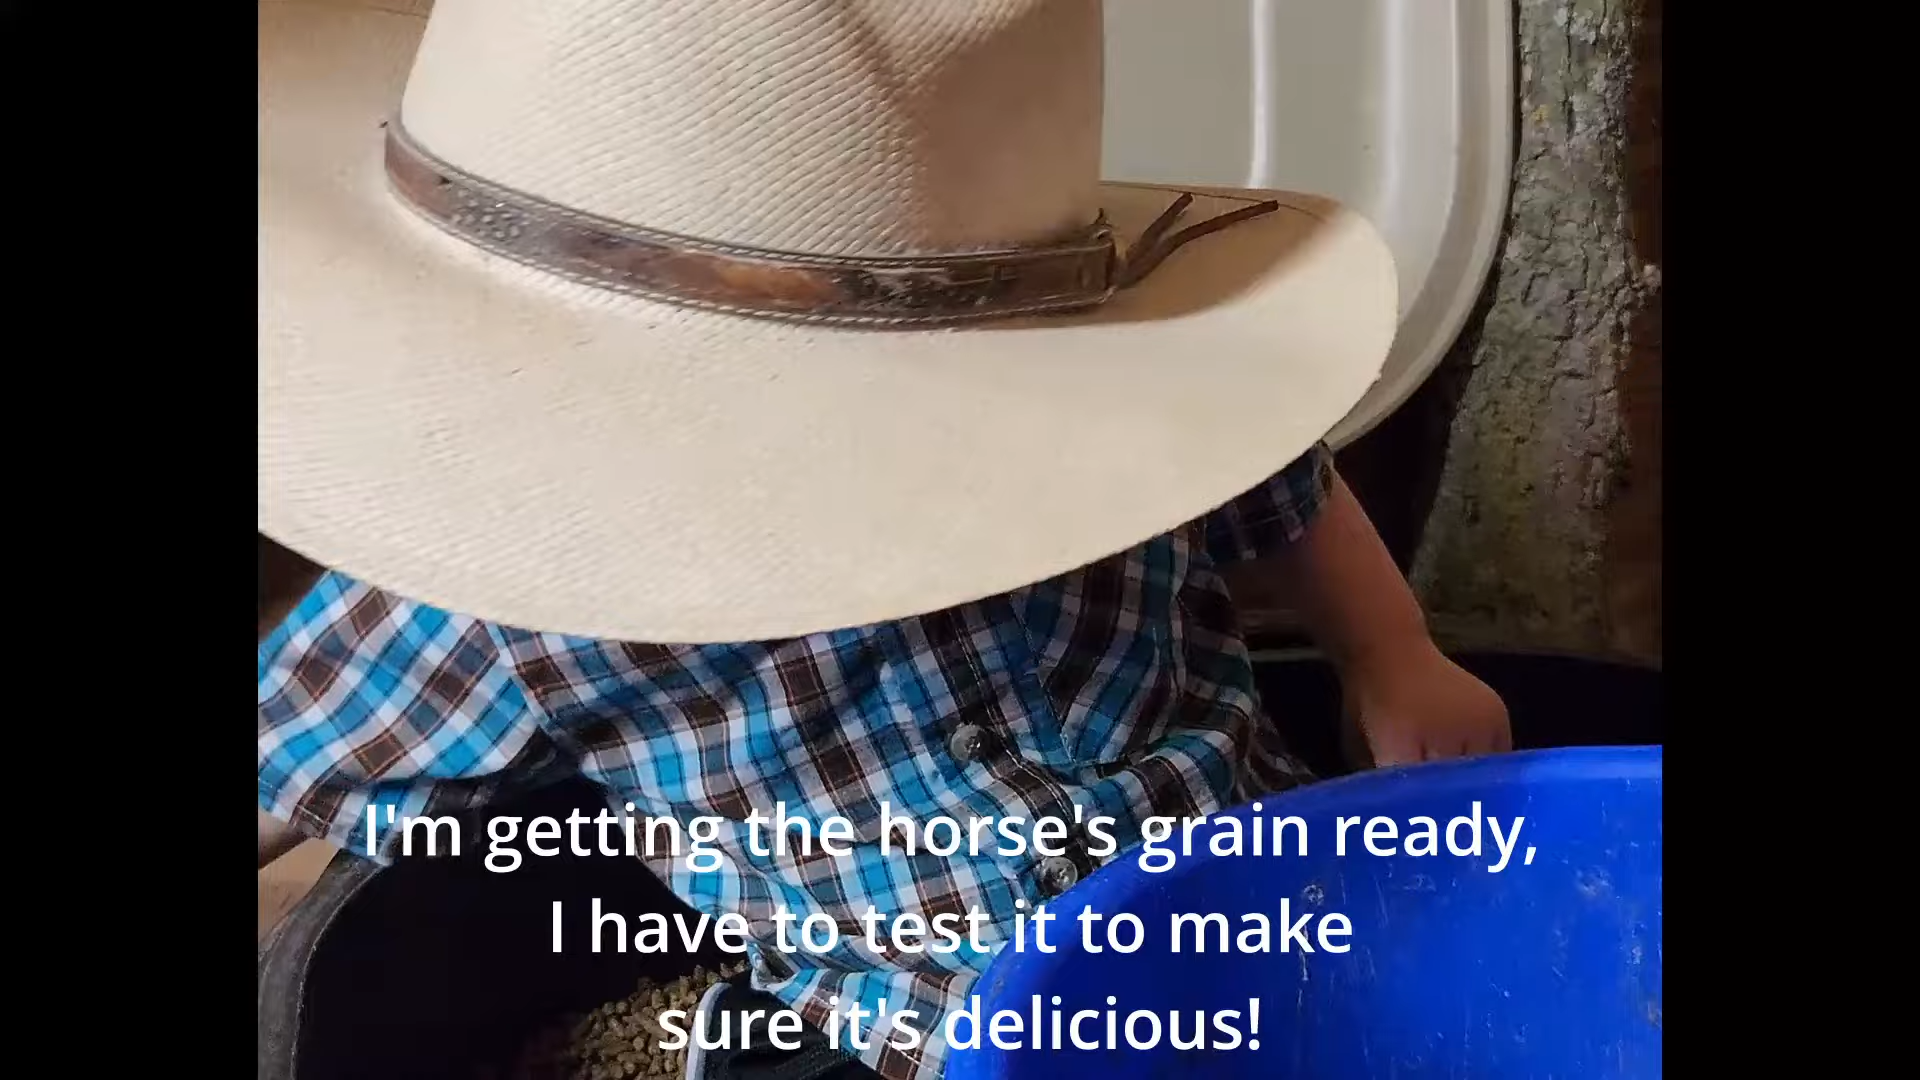 I'm getting the horse's grain ready,
I have to test it to make
sure it's delicious!